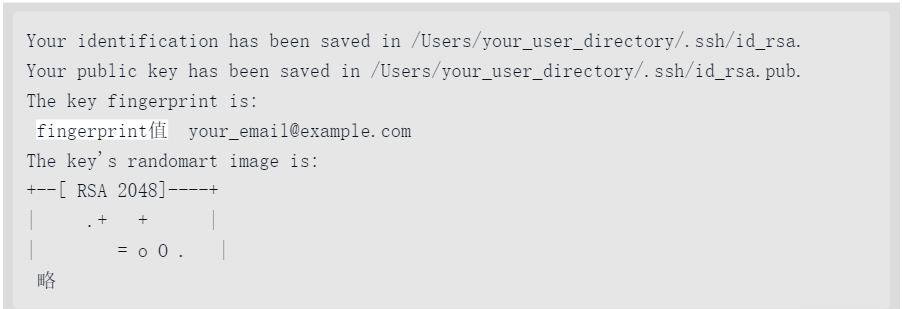 Your identification has been saved in /Users/your_user_directory/.ssh/id_rsa.
Your public key has been saved in /Users/your_user_directory/.ssh/id_rsa.pub.
The key fingerprint is:
fingerprint值 your_email@example.com
The key's randomart image is:
+--[ RSA 2048]----+
|     .+   +      |
|        = o O .   |
略